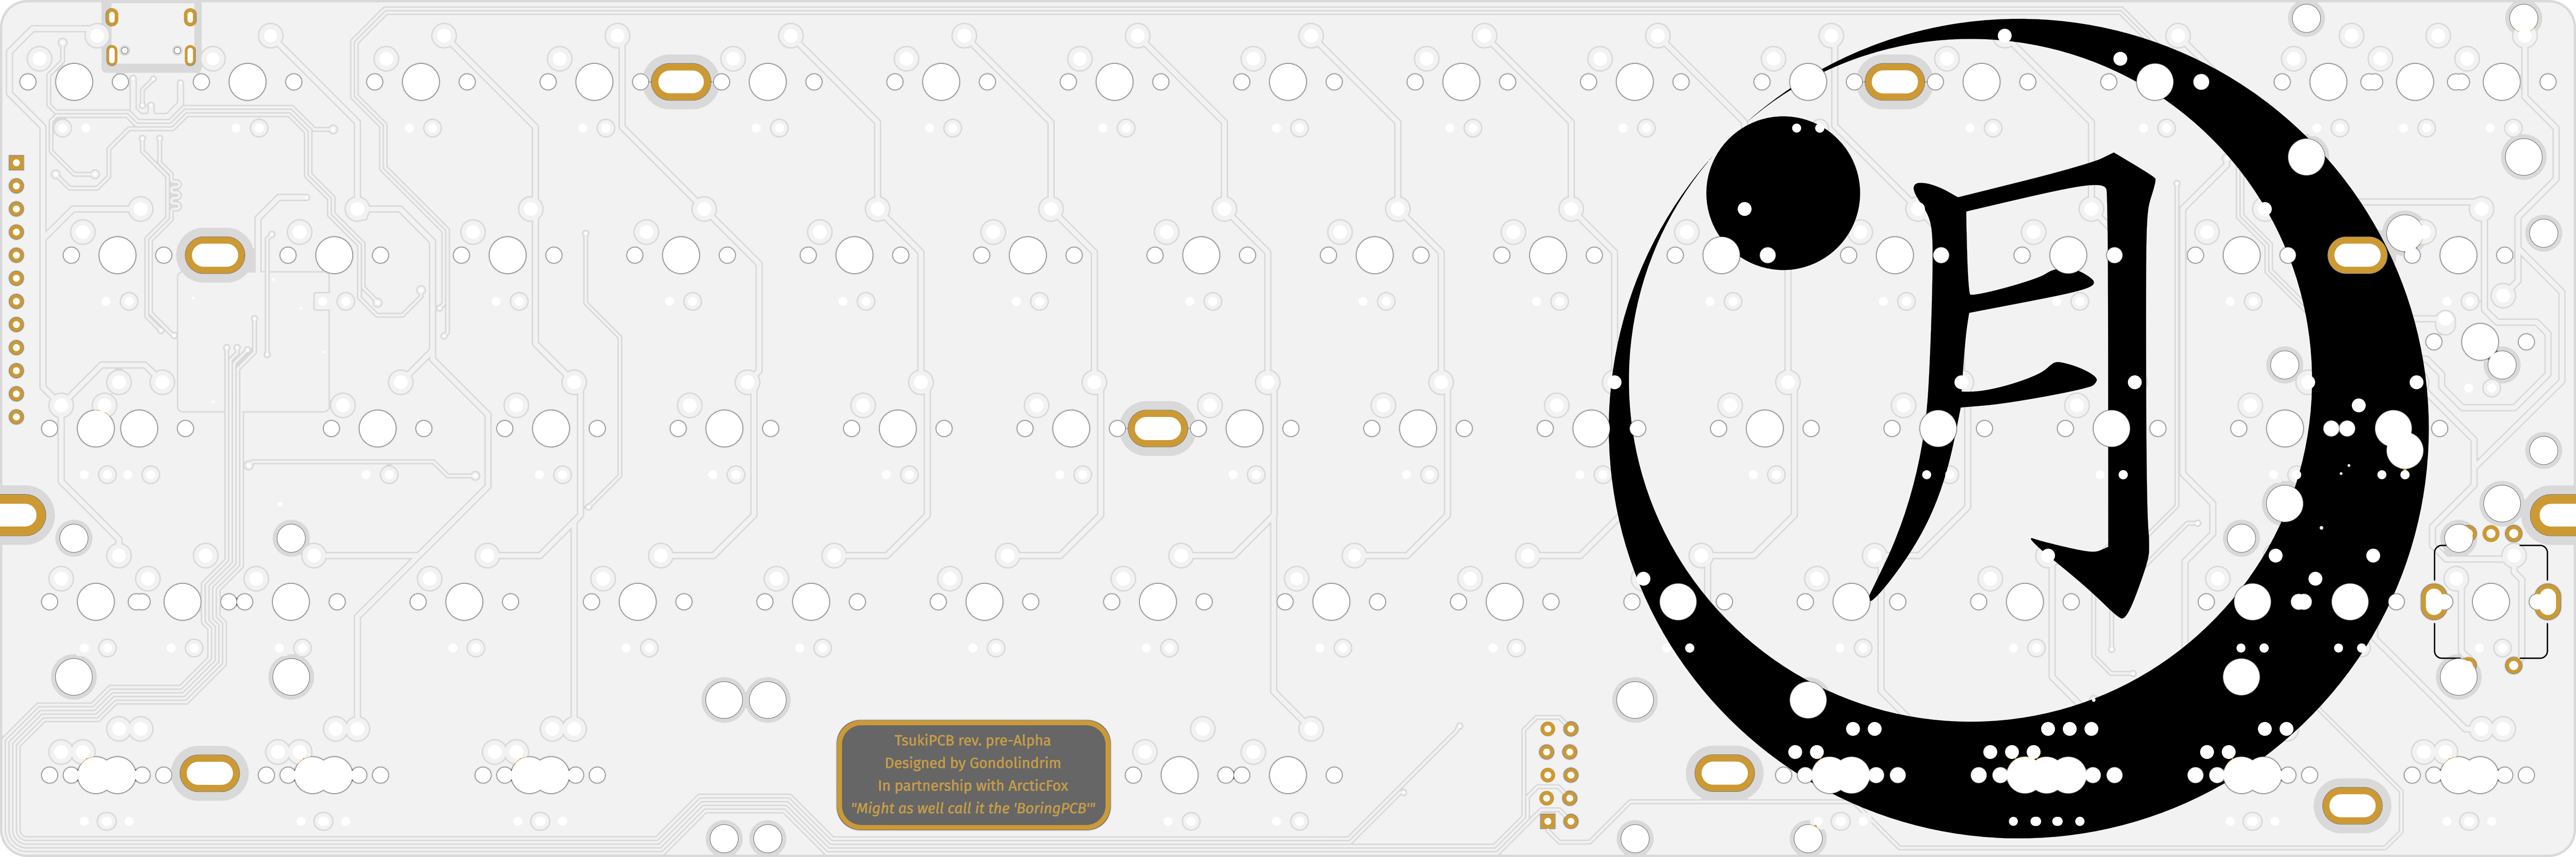 月
TsukiPCB rev. pre-Alpha
Designed by Gondolindrim
In partnership with ArcticFox
"Might as well call it the 'BoringPCB'"